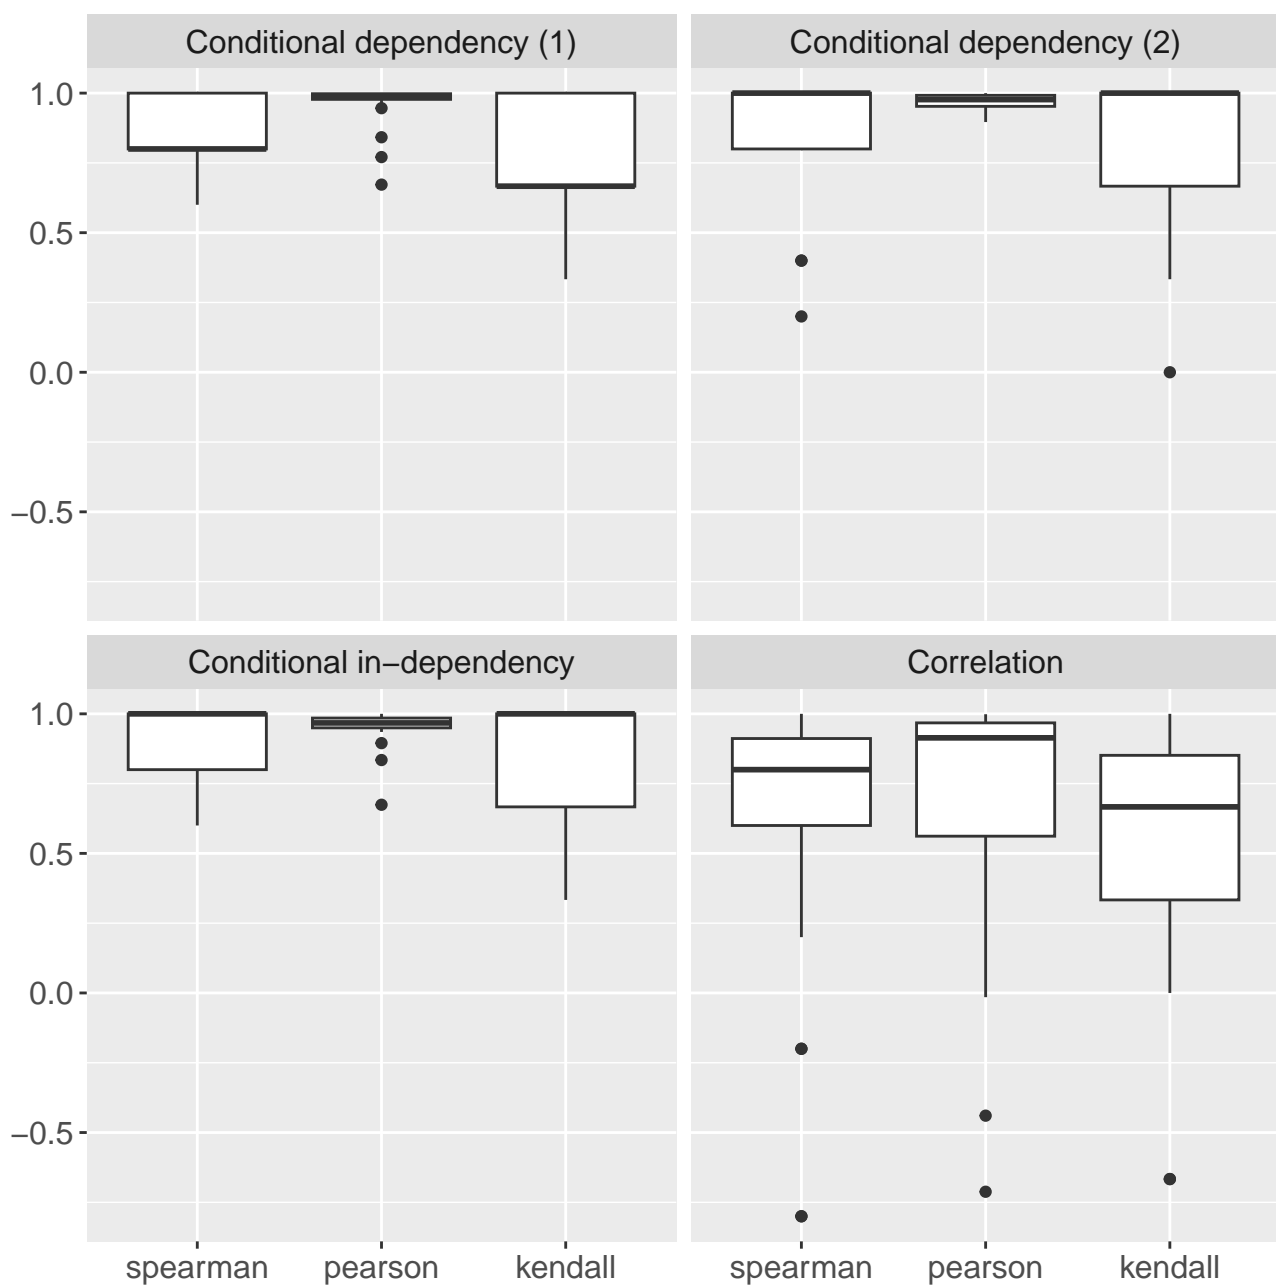 Conditional dependency (1)
Conditional dependency (2)
1.0
0.5
0.0
−0.5
Conditional in−dependency
Correlation
1.0
0.5
0.0
−0.5
spearman pearson kendall
spearman pearson kendall